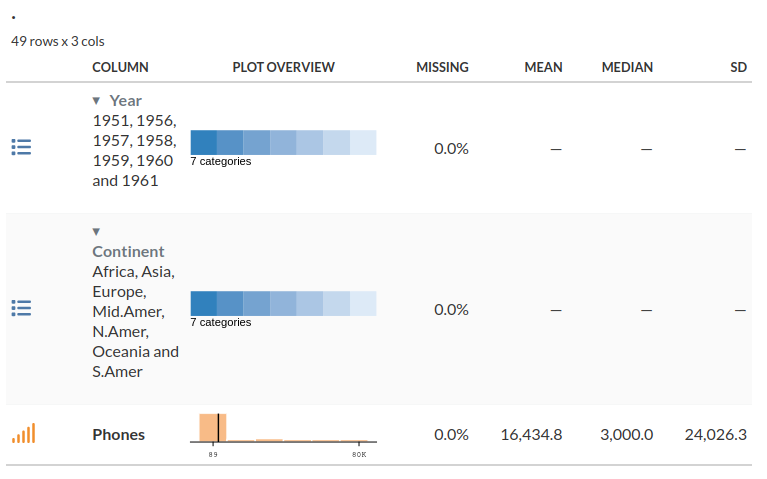 .
49 rows x 3 cols
COLUMN PLOT OVERVIEW MISSING MEAN MEDIAN SD
▼ Year
1951, 1956,
1957, 1958,
1959, 1960
and 1961
7 categories
0.0% — — —
▼
Continent
Africa, Asia,
Europe,
Mid.Amer,
N.Amer,
Oceania and
S.Amer
7 categories
0.0% — — —
Phones
89 80K
0.0% 16,434.8 3,000.0 24,026.3